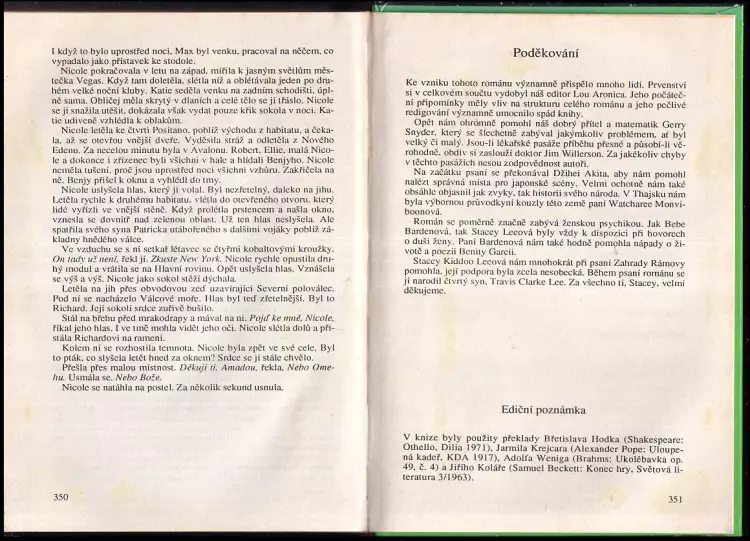 I když to bylo uprostřed noci, Max byl venku, pracoval na něčem, co
vypadalo jako přístavek ke stodole.
Nicole pokračovala v letu na západ, mířila k jasným světlům měs-
tečka Vegas. Když tam doletěla, slétla níž a oblétávala jeden po dru-
hém velké noční kluby. Katie seděla venku na zadním schodišti, úpl-
ně sama. Obličej měla skrytý v dlaních a celé tělo se jí třáslo. Nicole
se ji snažila utěšit, dokázala však vydat pouze křik sokola v noci. Ka-
tie udiveně vzhlédla k oblakům.
Nicole letěla ke čtvrti Positano, poblíž východu z habitatu, a čeka-
la, až se otevřou vnější dveře. Vyděsila stráž a odletěla z Nového
Edenu. Za necelou minutu byla v Avalonu. Robert, Ellie, malá Nico-
le a dokonce i zřízenec byli všichni v hale a hlídali Benjyho. Nicole
neměla tušení, proč jsou uprostřed noci všichni vzhůru. Zakřičela na
ně. Benjy přišel k oknu a vyhlédl do tmy.
Nicole uslyšela hlas, který jí volal. Byl nezřetelný, daleko na jihu.
Letěla rychle k druhému habitatu, vlétla do otevřeného otvoru, který
lidé vyřízli ve vnější stěně. Když prolétla prstencem a našla okno,
vznesla se dovnitř nad zelenou oblast. Už ten hlas neslyšela. Ale
spatřila svého syna Patricka utábořeného s dalšími vojáky poblíž zá-
kladny hnědého válce.
Ve vzduchu se s ní setkal létavec se čtyřmi kobaltovými kroužky.
On tady už není, řekl jí. Zkuste New York. Nicole rychle opustila dru-
hý modul a vrátila se na Hlavní rovinu. Opět uslyšela hlas. Vznášela
se výš a výš. Nicole jako sokol stěží dýchala.
Letěla na jih přes obvodovou zeď uzavírající Severní poloválec.
Pod ní se nacházelo Válcové moře. Hlas byl teď zřetelnější. Byl to
Richard. Její sokolí srdce zuřivě bušilo.
Stál na břehu před mrakodrapy a mával na ni. Pojď ke mně, Nicole,
říkal jeho hlas. I ve tmě mohla vidět jeho oči. Nicole slétla dolů a při-
stála Richardovi na rameni.
Kolem ní se rozhostila temnota. Nicole byla zpět ve své cele. Byl
to pták, co slyšela letět hned za oknem? Srdce se jí stále chvělo.
Přešla přes malou místnost. Děkuji ti, Amadou, řekla. Nebo Ome-
hu. Usmála se. Nebo Bože.
Nicole se natáhla na postel. Za několik sekund usnula.
350
Poděkování
Ke vzniku tohoto románu významně přispělo mnoho lidí. Prvenství
si v celkovém součtu vydobyl náš editor Lou Aronica. Jeho počáteč-
ní připomínky měly vliv na strukturu celého románu a jeho pečlivé
redigování významně umocnilo spád knihy.
Opět nám ohromně pomohl náš dobrý přítel a matematik Gerry
Snyder, který se šlechetně zabýval jakýmkoliv problémem, ať byl
velký či malý. Jsou-li lékařské pasáže příběhu přesné a působí-li vě-
rohodně, obdiv si zaslouží doktor Jim Willerson. Za jakékoliv chyby
v těchto pasážích nesou zodpovědnost autoři.
Na začátku psaní se překonával Džihei Akita, aby nám pomohl
nalézt správná místa pro japonské scény. Velmi ochotně nám také
obsáhle objasnil jak zvyky, tak historii svého národa. V Thajsku nám
byla výbornou průvodkyní kouzly této země paní Watcharee Monvi-
boonová.
Román se poměrně značně zabývá ženskou psychikou. Jak Bebe
Bardenová, tak Stacey Leeová byly vždy k dispozici při hovorech
o duši ženy. Paní Bardenová nám také hodně pomohla nápady o ži-
votě a poezii Benity Garcii.
Stacey Kiddoo Leeová nám mnohokrát při psaní Zahrady Rámovy
pomohla, její podpora byla zcela nesobecká. Během psaní románu se
jí narodil čtvrtý syn, Travis Clarke Lee. Za všechno ti, Stacey, velmi
děkujeme.
Ediční poznámka
V knize byly použity překlady Břetislava Hodka (Shakespeare:
Othello, Dilia 1971), Jarmila Krejcara (Alexander Pope: Uloupe-
ná kadeř, KDA 1917), Adolfa Weniga (Brahms: Ukolébavka op.
49, č. 4) a Jiřího Koláře (Samuel Beckett: Konec hry, Světová li-
teratura 3/1963).
351